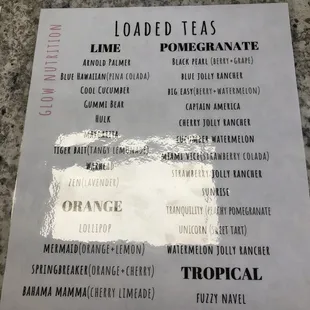 LOADED TEAS
GLOW NUTRITION
LIME
ARNOLD PALMER
BLUE HAWAIIAN(PINA COLADA)
COOL CUCUMBER
GUMMI BEAR
HULK
TIGER BAIT(TANGY LEMONADE)
ZEN(LAVENDER)
ORANGE
LOLLIPOP
MERMAID(ORANGE+LEMON)
SPRINGBREAKER(ORANGE+CHERRY)
BAHAMA MAMMA(CHERRY LIMEADE)
POMEGRANATE
BLACK PEARL (BERRY+GRAPE)
BLUE JOLLY RANCHER
BIG EASY(BERRY+WATERMELON)
CAPTAIN AMERICA
CHERRY JOLLY RANCHER
CUCUMBER WATERMELON
MIAMI VICE(STRAWBERRY COLADA)
STRAWBERRY JOLLY RANCHER
SUNRISE
TRANQUILITY (PEACHY POMEGRANATE
UNICORN (SWEET TART)
WATERMELON JOLLY RANCHER
TROPICAL
FUZZY NAVEL